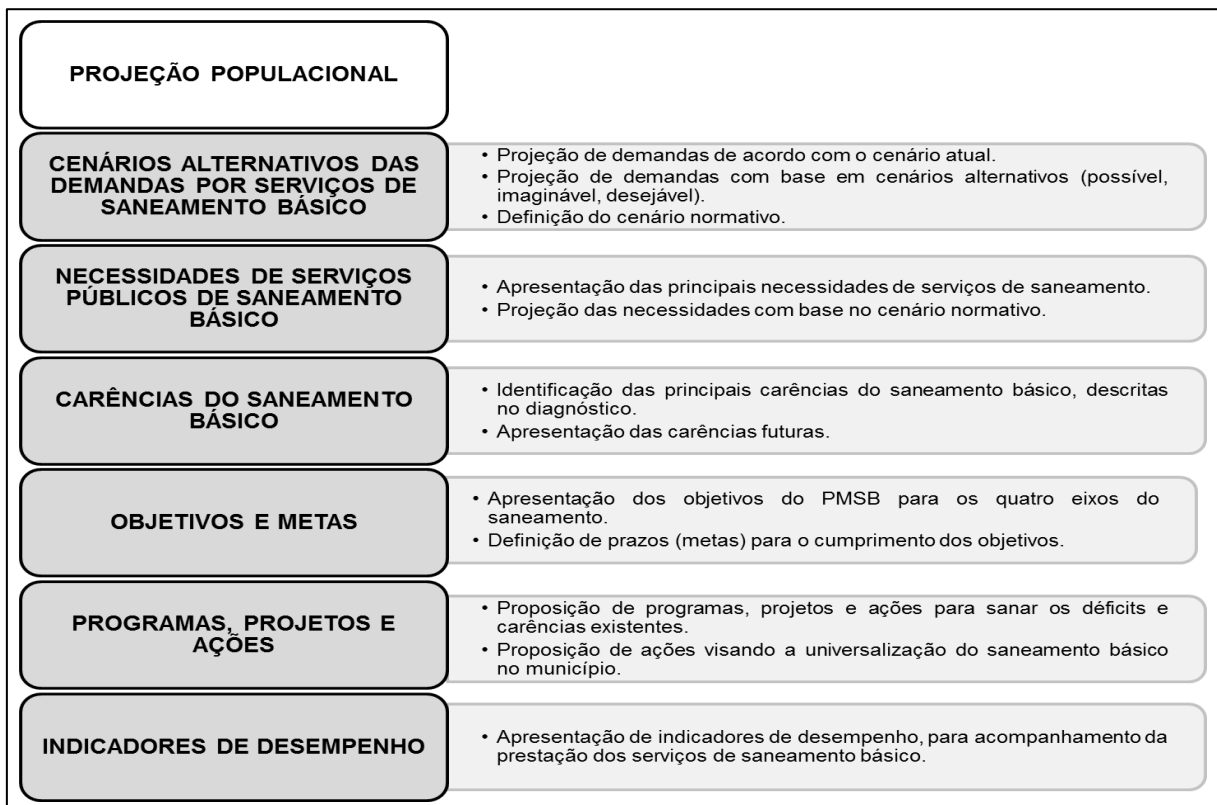 PROJEÇÃO POPULACIONAL
CENÁRIOS ALTERNATIVOS DAS
DEMANDAS POR SERVIÇOS DE
SANEAMENTO BÁSICO
• Projeção de demandas de acordo com o cenário atual.
• Projeção de demandas com base em cenários alternativos (possível,
imaginável, desejável).
• Definição do cenário normativo.
NECESSIDADES DE SERVIÇOS
PÚBLICOS DE SANEAMENTO
BÁSICO
• Apresentação das principais necessidades de serviços de saneamento.
• Projeção das necessidades com base no cenário normativo.
CARÊNCIAS DO SANEAMENTO
BÁSICO
• Identificação das principais carências do saneamento básico, descritas
no diagnóstico.
• Apresentação das carências futuras.
OBJETIVOS E METAS
• Apresentação dos objetivos do PMSB para os quatro eixos do
saneamento.
• Definição de prazos (metas) para o cumprimento dos objetivos.
PROGRAMAS, PROJETOS E
AÇÕES
• Proposição de programas, projetos e ações para sanar os déficits e
carências existentes.
• Proposição de ações visando a universalização do saneamento básico
no município.
INDICADORES DE DESEMPENHO
• Apresentação de indicadores de desempenho, para acompanhamento da
prestação dos serviços de saneamento básico.